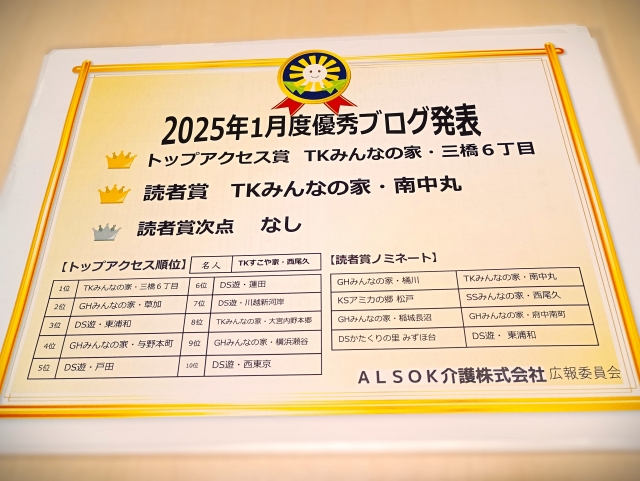 2025年1月度優秀ブログ発表
トップアクセス賞 TKみんなの家・三橋6丁目
読者賞 TKみんなの家・南中丸
読者賞次点 なし
【トップアクセス順位】 名人 TKすこや家・西尾久
1位 TKみんなの家・三橋6丁目 6位 DS遊・蓮田
2位 GHみんなの家・草加 7位 DS遊・川越新河岸
3位 DS遊・東浦和 8位 TKみんなの家・大宮内野本郷
4位 GHみんなの家・与野本町 9位 GHみんなの家・横浜瀬谷
5位 DS遊・戸田 10位 DS遊・西東京
【読者賞ノミネート】
GHみんなの家・桶川 TKみんなの家・南中丸
KSアミカの郷 松戸 SSみんなの家・西尾久
GHみんなの家・稲城長沼 GHみんなの家・府中南町
DSかたくりの里 みずほ台 DS遊・ 東浦和
ALSOK介護株式会社 広報委員会